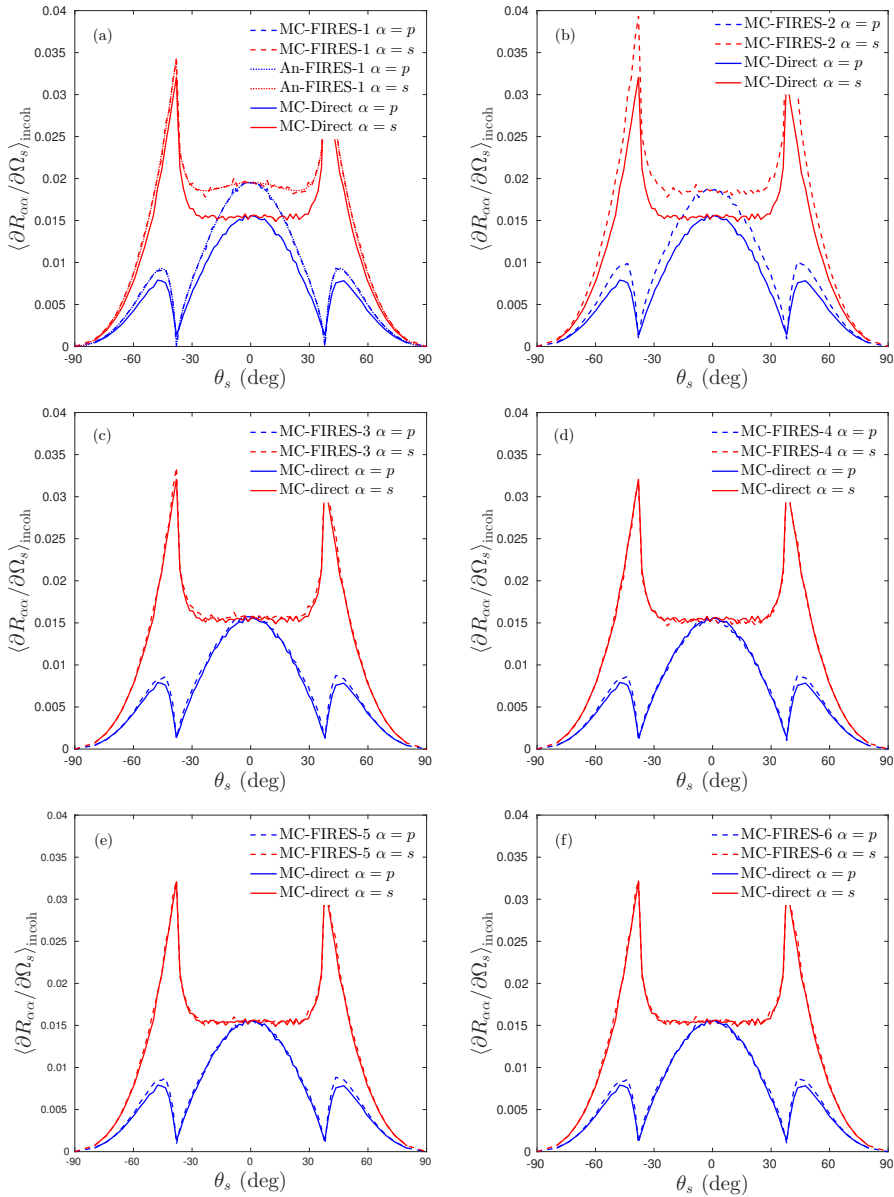 (a)
MC-FIRES-1 α = p
MC-FIRES-1 α = s
An-FIRES-1 α = p
An-FIRES-1 α = s
MC-Direct α = p
MC-Direct α = s
0.04
0.035
0.03
0.025
0.02
0.015
0.01
0.005
0
-90 -60 -30 0 30 60 90
θs (deg)
⟨∂Rαα/∂Ωs⟩incoh
(b)
MC-FIRES-2 α = p
MC-FIRES-2 α = s
MC-Direct α = p
MC-Direct α = s
0.04
0.035
0.03
0.025
0.02
0.015
0.01
0.005
0
-90 -60 -30 0 30 60 90
θs (deg)
⟨∂Rαα/∂Ωs⟩incoh
(c)
MC-FIRES-3 α = p
MC-FIRES-3 α = s
MC-direct α = p
MC-direct α = s
0.04
0.035
0.03
0.025
0.02
0.015
0.01
0.005
0
-90 -60 -30 0 30 60 90
θs (deg)
⟨∂Rαα/∂Ωs⟩incoh
(d)
MC-FIRES-4 α = p
MC-FIRES-4 α = s
MC-direct α = p
MC-direct α = s
0.04
0.035
0.03
0.025
0.02
0.015
0.01
0.005
0
-90 -60 -30 0 30 60 90
θs (deg)
⟨∂Rαα/∂Ωs⟩incoh
(e)
MC-FIRES-5 α = p
MC-FIRES-5 α = s
MC-direct α = p
MC-direct α = s
0.04
0.035
0.03
0.025
0.02
0.015
0.01
0.005
0
-90 -60 -30 0 30 60 90
θs (deg)
⟨∂Rαα/∂Ωs⟩incoh
(f)
MC-FIRES-6 α = p
MC-FIRES-6 α = s
MC-direct α = p
MC-direct α = s
0.04
0.035
0.03
0.025
0.02
0.015
0.01
0.005
0
-90 -60 -30 0 30 60 90
θs (deg)
⟨∂Rαα/∂Ωs⟩incoh